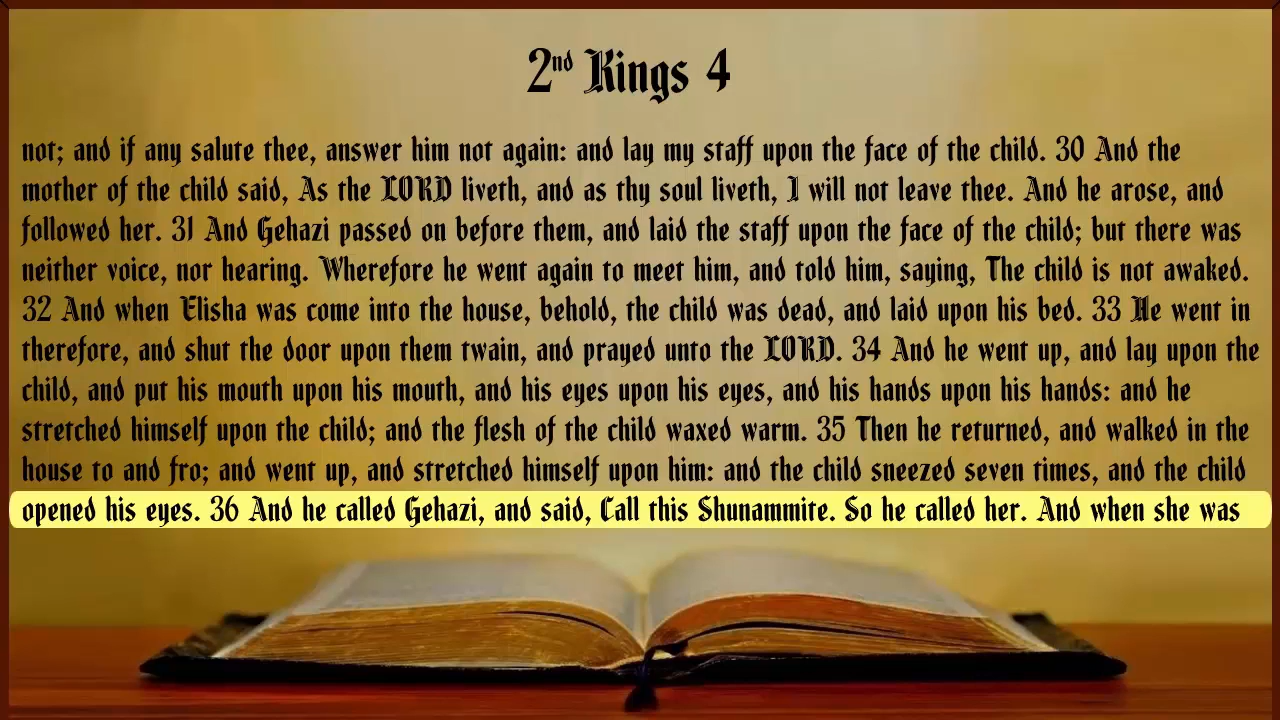 2nd Kings 4
not; and if any salute thee, answer him not again: and lay my staff upon the face of the child. 30 And the
mother of the child said, As the LORD liveth, and as thy soul liveth, I will not leave thee. And he arose, and
followed her. 31 And Gehazi passed on before them, and laid the staff upon the face of the child; but there was
neither voice, nor hearing. Wherefore he went again to meet him, and told him, saying, The child is not awaked.
32 And when Elisha was come into the house, behold, the child was dead, and laid upon his bed. 33 He went in
therefore, and shut the door upon them twain, and prayed unto the LORD. 34 And he went up, and lay upon the
child, and put his mouth upon his mouth, and his eyes upon his eyes, and his hands upon his hands: and he
stretched himself upon the child; and the flesh of the child waxed warm. 35 Then he returned, and walked in the
house to and fro; and went up, and stretched himself upon him: and the child sneezed seven times, and the child
opened his eyes. 36 And he called Gehazi, and said, Call this Shunammite. So he called her. And when she was